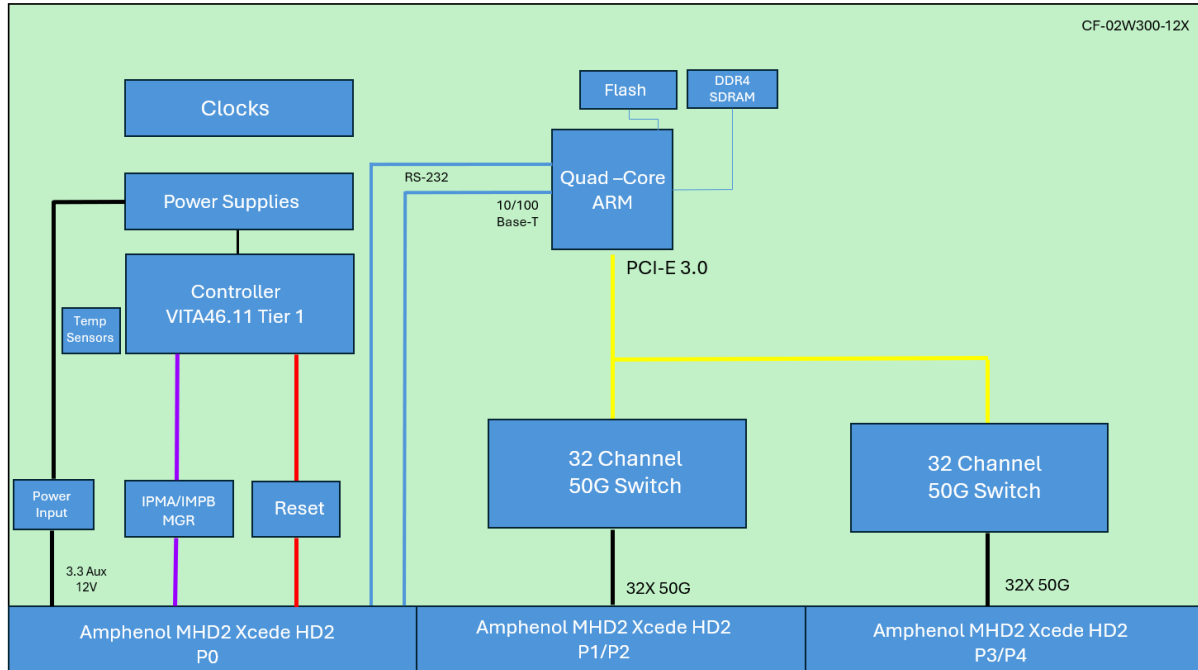 CF-02W300-12X
Clocks
Flash
DDR4
SDRAM
Quad –Core
ARM
RS-232
10/100
Base-T
Power Supplies
PCI-E 3.0
Controller
VITA46.11 Tier 1
Temp
Sensors
32 Channel
50G Switch
32 Channel
50G Switch
Power
Input
IPMA/IMPB
MGR
Reset
3.3 Aux
12V
32X 50G
32X 50G
Amphenol MHD2 Xcede HD2
P0
Amphenol MHD2 Xcede HD2
P1/P2
Amphenol MHD2 Xcede HD2
P3/P4